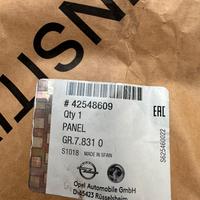 # 42548609
Qty 1
PANEL
GR.7.831 0
S1018 MADE IN SPAIN
EAC
S625460022
Opel Automobile GmbH
D-65423 Rüsselsheim
NSIT